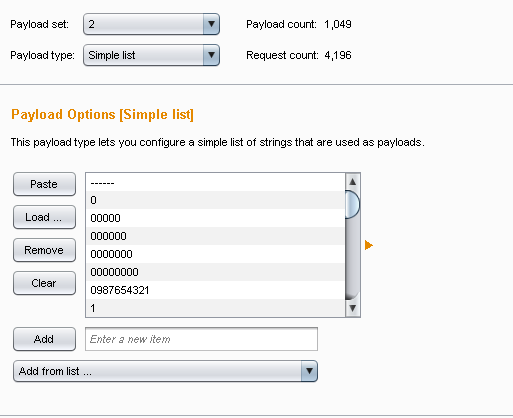 Payload set: 2 Payload count: 1,049
Payload type: Simple list Request count: 4,196
Payload Options [Simple list]
This payload type lets you configure a simple list of strings that are used as payloads.
Paste
Load ...
Remove
Clear
------
0
00000
000000
0000000
00000000
0987654321
1
Add Enter a new item
Add from list ...